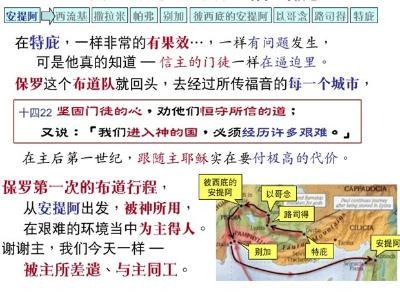 安提阿 西流基 撒拉米 帕弗 别加 彼西底的安提阿 以哥念 路司得 特庇
在特庇，一样非常的有果效…，一样有问题发生，
可是他真的知道 — 信主的门徒一样在逼迫里。
保罗这个布道队就回头，去经过所传福音的每一个城市，
十四22 坚固门徒的心，劝他们恒守所信的道；
又说：「我们进入神的国，必须经历许多艰难。」
在主后第一世纪，跟随主耶稣实在要付极高的代价。
保罗第一次的布道行程，
从安提阿出发，被神所用，
在艰难的环境当中为主得人。
谢谢主，我们今天一样 —
被主所差遣、与主同工。
彼西底的
安提阿
以哥念
路司得
别加
特庇
安提阿
CAPPADOCIA
PAMPHYLIA